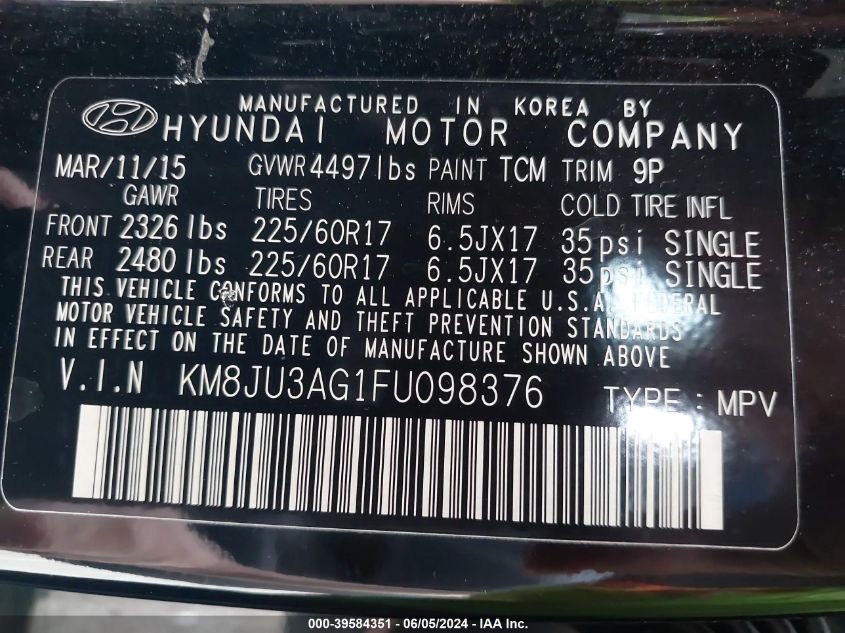 MANUFACTURED IN KOREA BY
HYUNDAI MOTOR COMPANY
MAR/11/15 GVWR 4497lbs PAINT TCM TRIM 9P
GAWR TIRES RIMS COLD TIRE INFL
FRONT 2326 lbs 225/60R17 6.5JX17 35psi SINGLE
REAR 2480 lbs 225/60R17 6.5JX17 35psi SINGLE
THIS VEHICLE CONFORMS TO ALL APPLICABLE U.S.A. FEDERAL
MOTOR VEHICLE SAFETY AND THEFT PREVENTION STANDARDS
IN EFFECT ON THE DATE OF MANUFACTURE SHOWN ABOVE
V.I.N KM8JU3AG1FU098376 TYPE : MPV
000-39584351 - 06/05/2024 - IAA Inc.